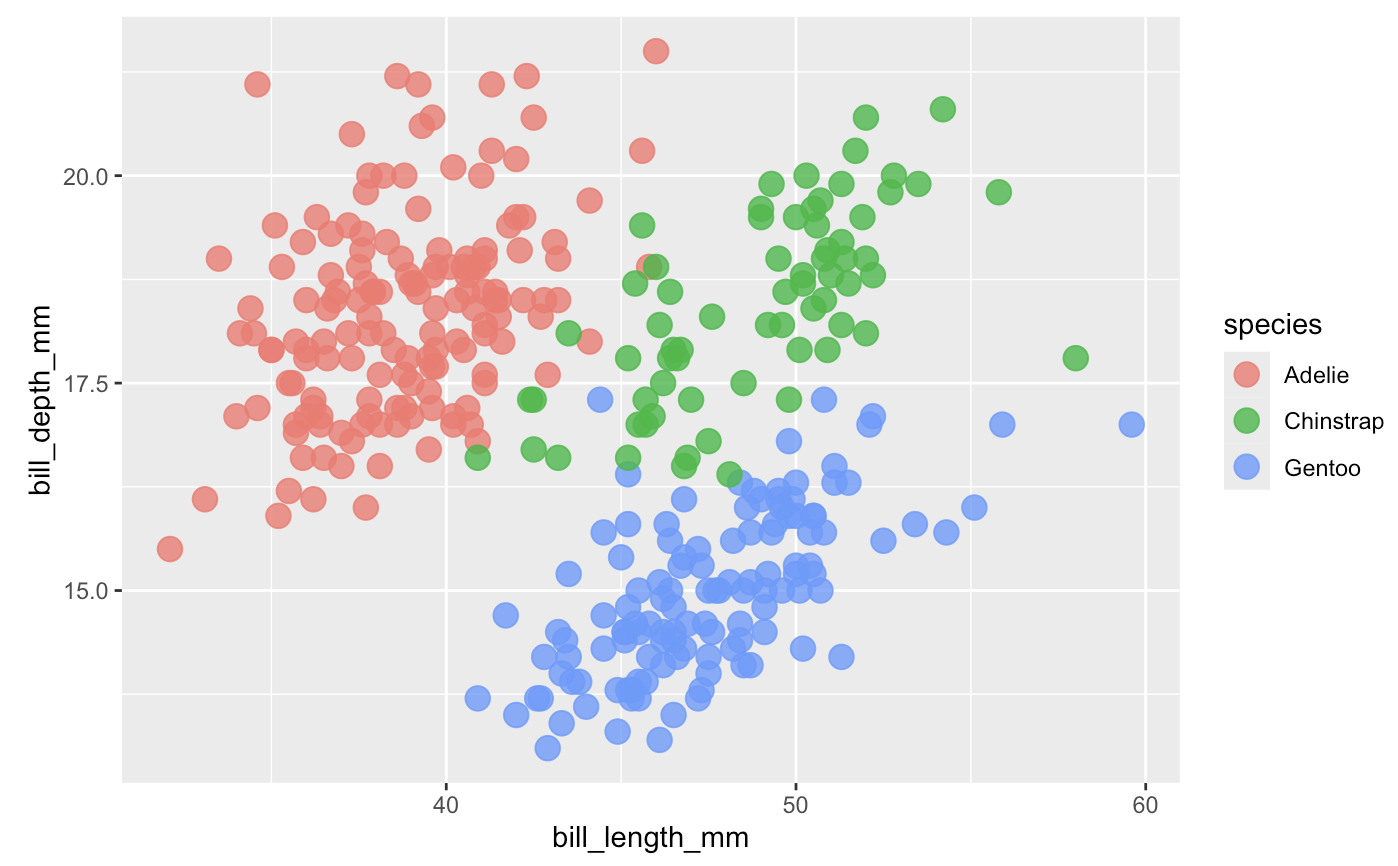 20.0
17.5
15.0
bill_depth_mm
40
50
60
bill_length_mm
species
Adelie
Chinstrap
Gentoo